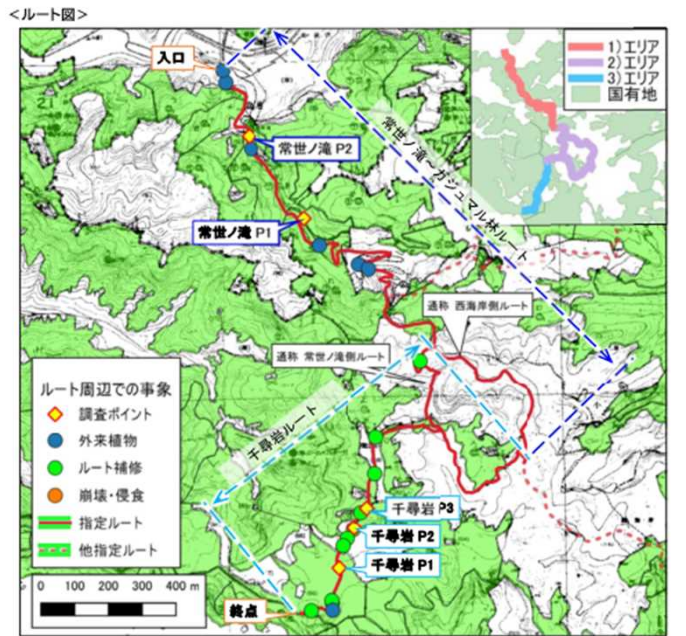 ＜ルート図＞
入口
1)エリア
2)エリア
3)エリア
国有地
常世ノ滝 P2
常世ノ滝～ガジュマル林ルート
常世ノ滝 P1
通称 西海岸側ルート
通称 常世ノ滝側ルート
千尋岩ルート
ルート周辺での事象
調査ポイント
外来植物
ルート補修
崩壊・侵食
指定ルート
他指定ルート
千尋岩 P3
千尋岩 P2
千尋岩 P1
0 100 200 300 400 m
終点